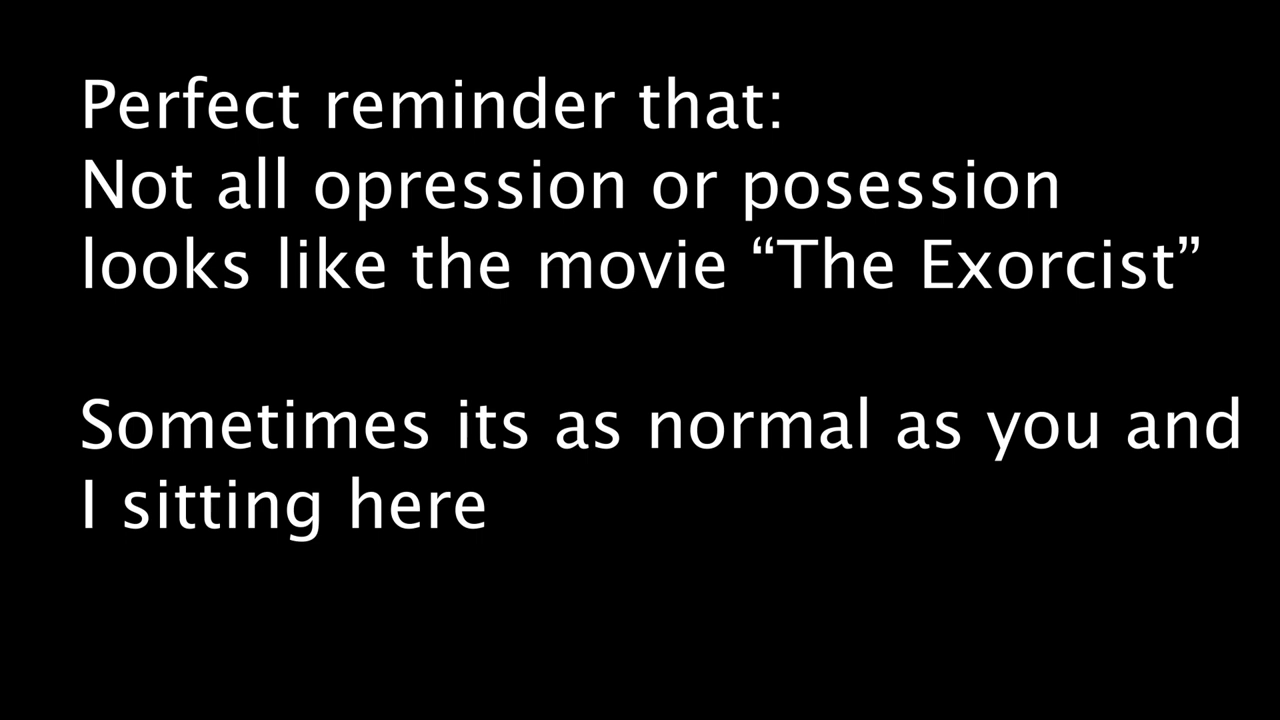 Perfect reminder that:
Not all opression or posession
looks like the movie “The Exorcist”
Sometimes its as normal as you and
I sitting here